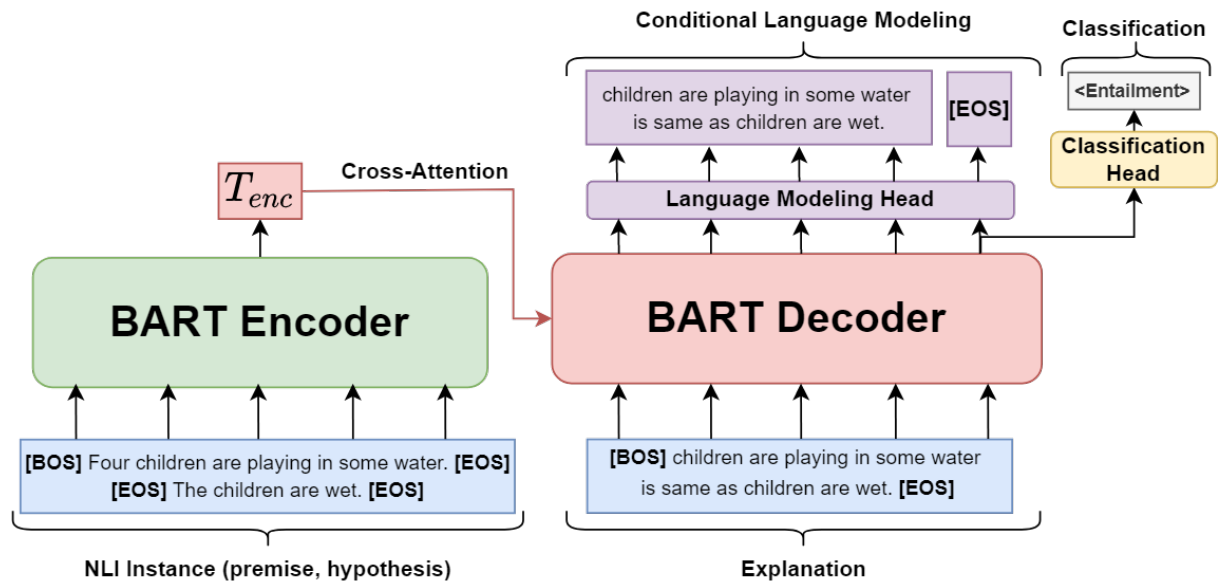 Conditional Language Modeling
Classification
children are playing in some water
is same as children are wet.
[EOS]
<Entailment>
Classification
Head
Cross-Attention
T_enc
Language Modeling Head
BART Encoder
BART Decoder
[BOS] Four children are playing in some water. [EOS]
[EOS] The children are wet. [EOS]
[BOS] children are playing in some water
is same as children are wet. [EOS]
NLI Instance (premise, hypothesis)
Explanation